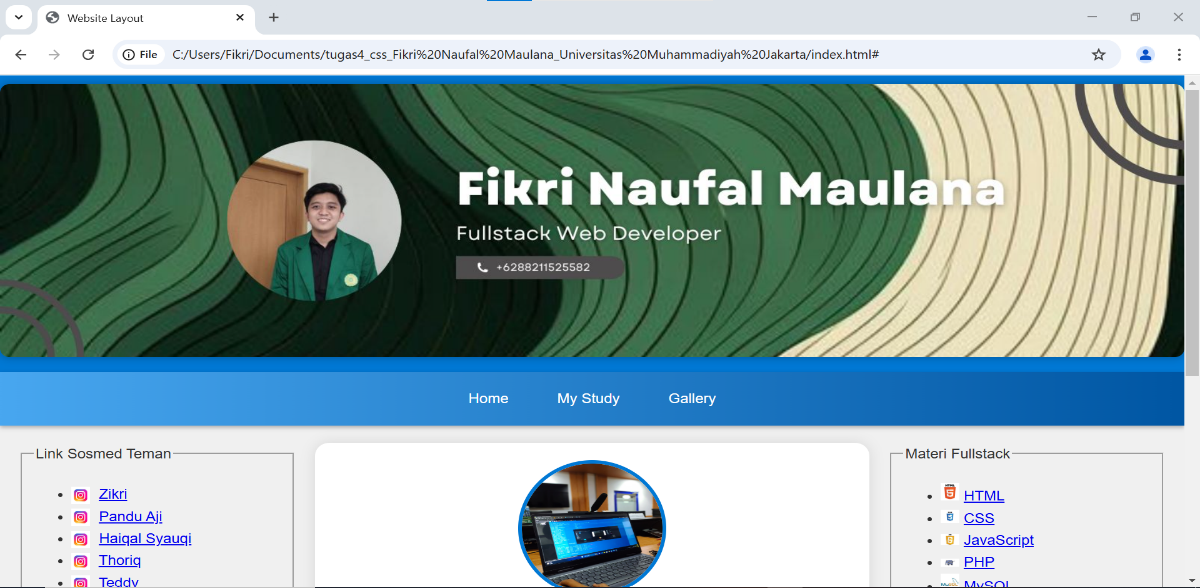 Website Layout
File
C:/Users/Fikri/Documents/tugas4_css_Fikri%20Naufal%20Maulana_Universitas%20Muhammadiyah%20Jakarta/index.html#
Fikri Naufal Maulana
Fullstack Web Developer
+6288211525582
Home My Study Gallery
Link Sosmed Teman
Zikri
Pandu Aji
Haiqal Syauqi
Thoriq
Teddy
Materi Fullstack
HTML
CSS
JavaScript
PHP
MySQL